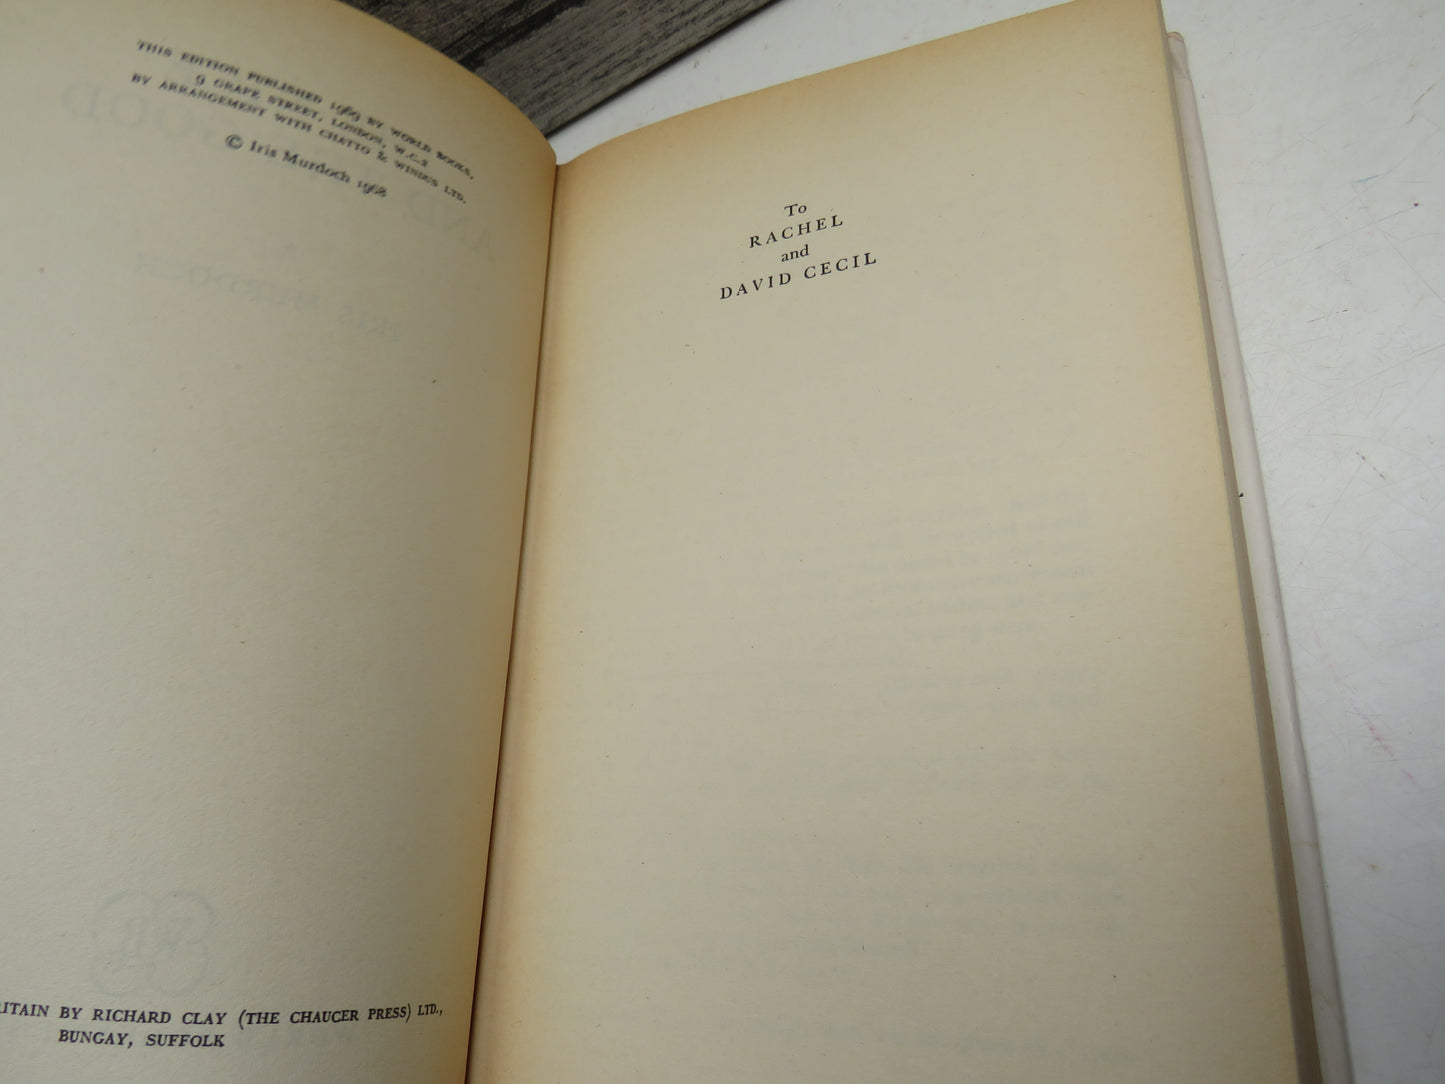 THIS EDITION PUBLISHED 1969 BY WORLD BOOKS,
9 GRAPE STREET, LONDON, W.C.2
BY ARRANGEMENT WITH CHATTO & WINDUS LTD.
© Iris Murdoch 1968
RITAIN BY RICHARD CLAY (THE CHAUCER PRESS) LTD.,
BUNGAY, SUFFOLK
To
RACHEL
and
DAVID CECIL